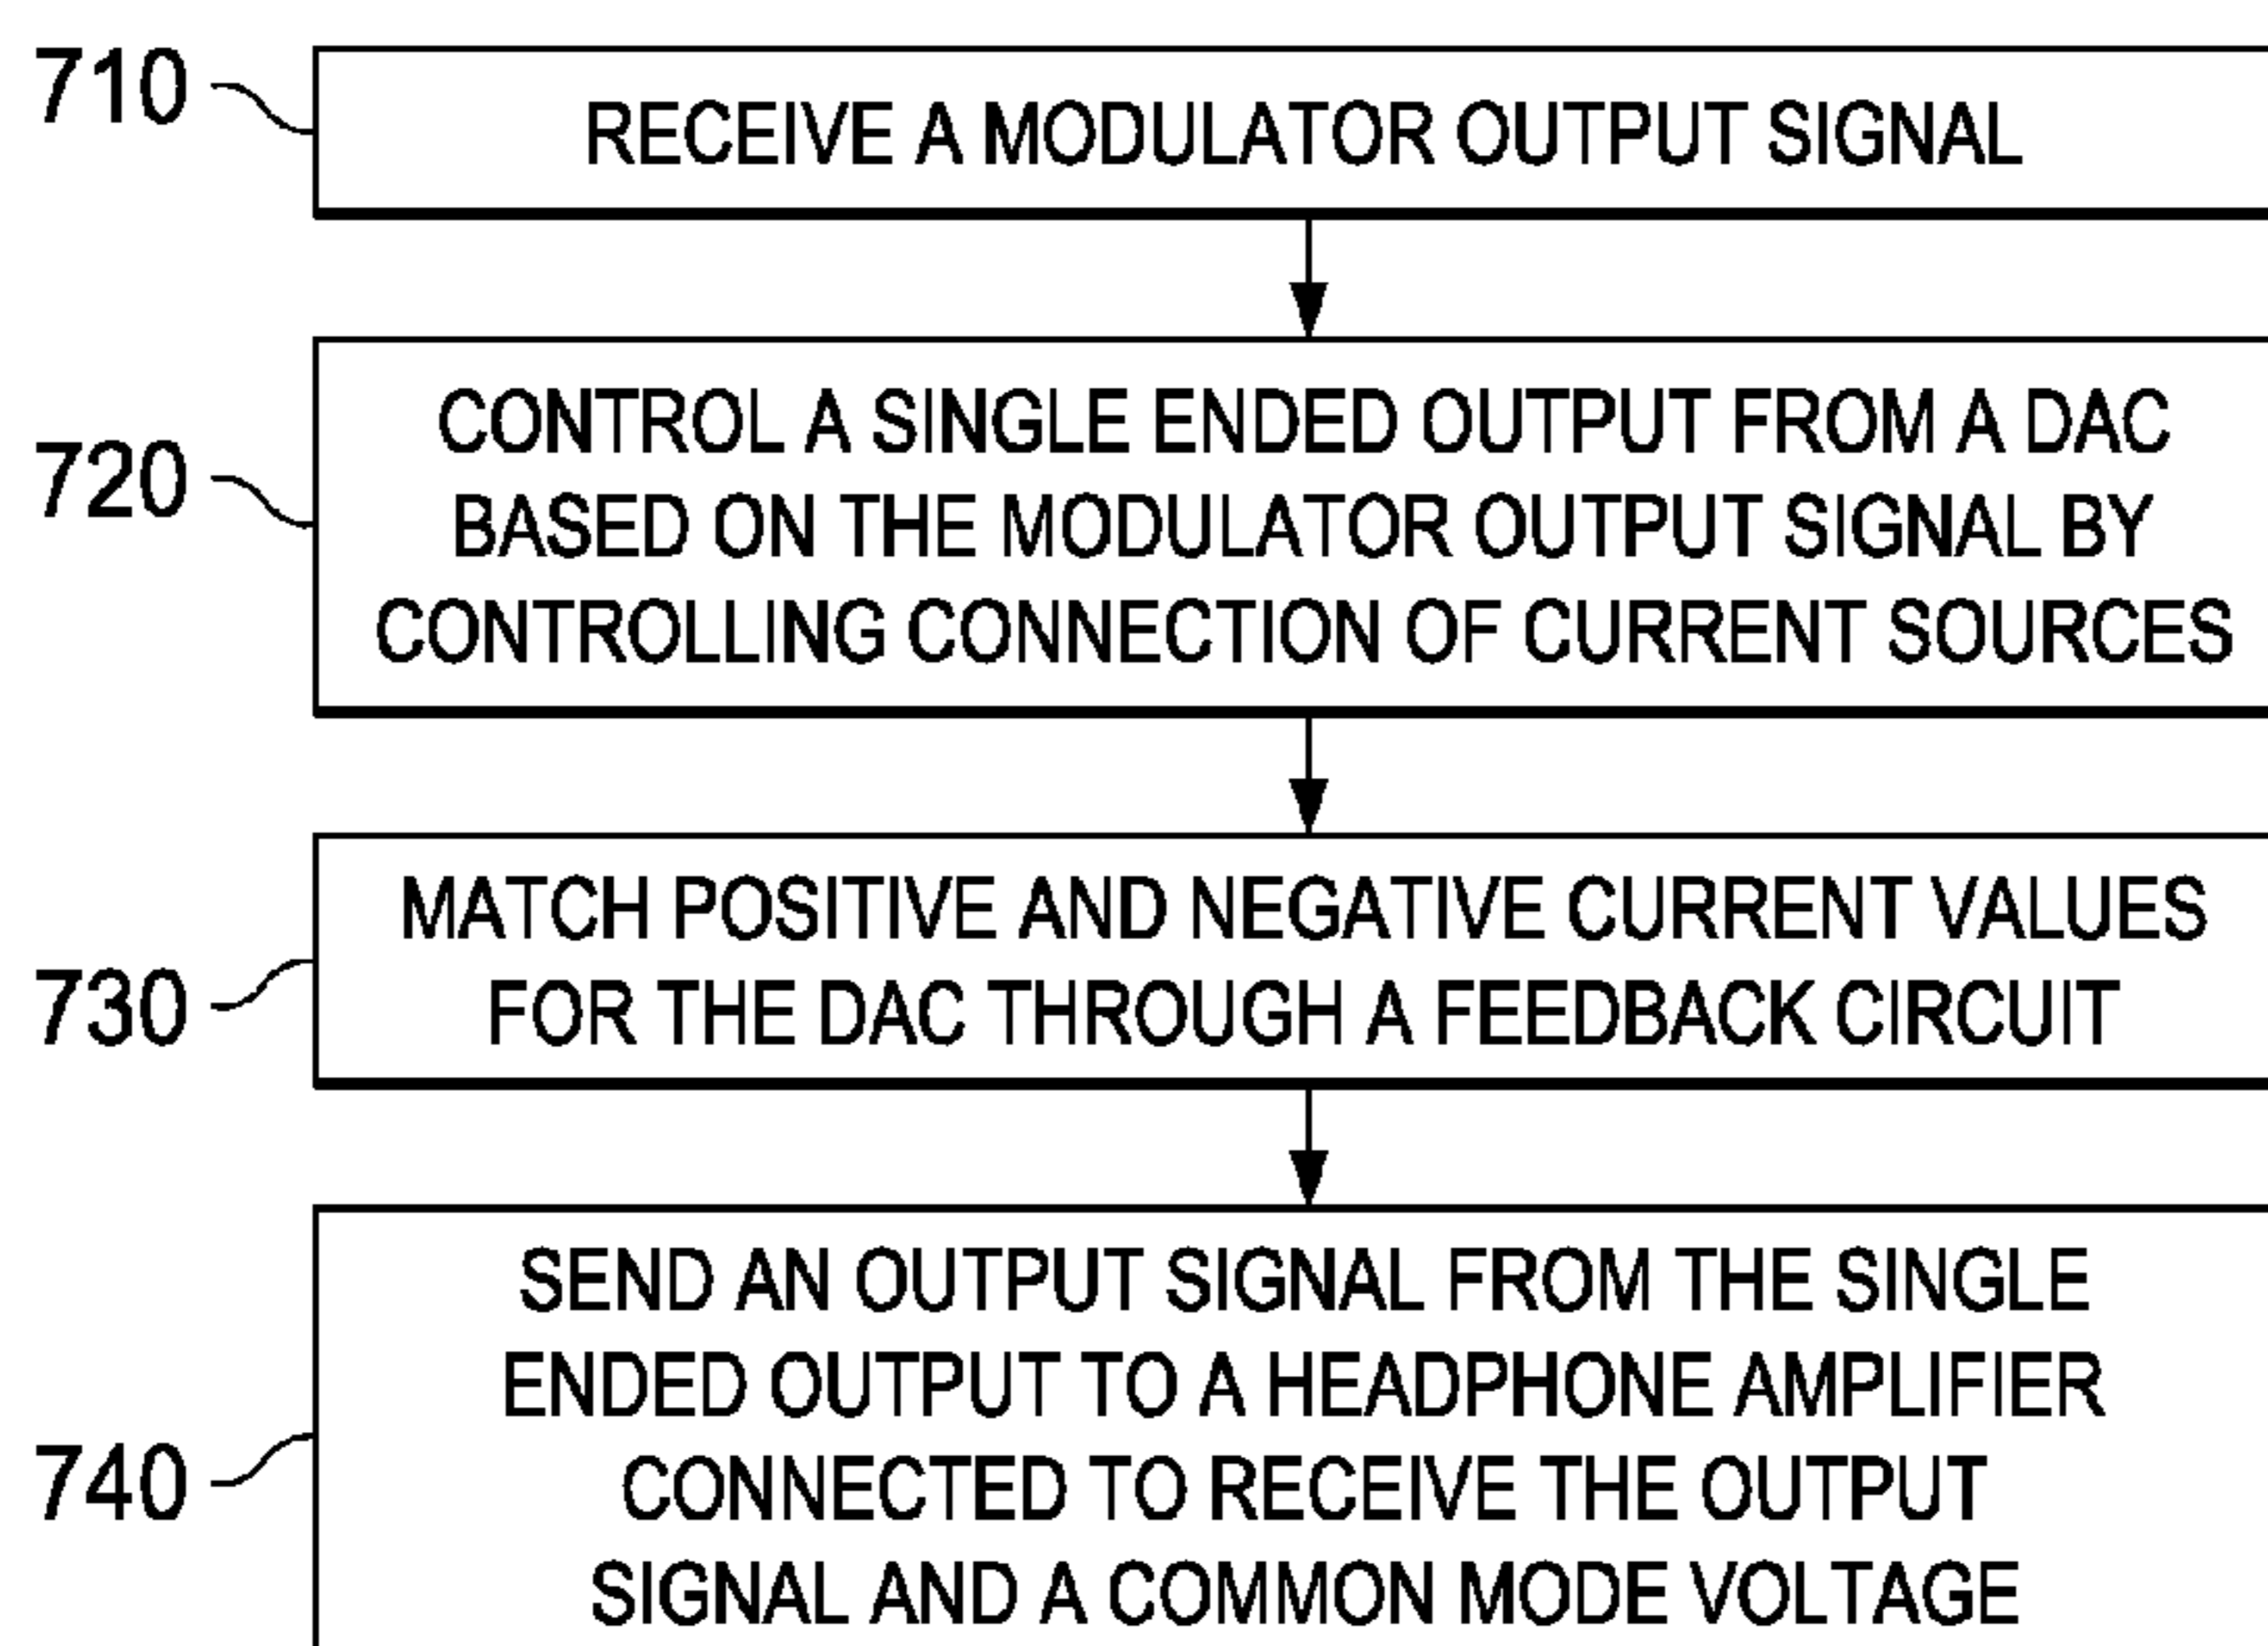 710
RECEIVE A MODULATOR OUTPUT SIGNAL
720
CONTROL A SINGLE ENDED OUTPUT FROM A DAC
BASED ON THE MODULATOR OUTPUT SIGNAL BY
CONTROLLING CONNECTION OF CURRENT SOURCES
730
MATCH POSITIVE AND NEGATIVE CURRENT VALUES
FOR THE DAC THROUGH A FEEDBACK CIRCUIT
740
SEND AN OUTPUT SIGNAL FROM THE SINGLE
ENDED OUTPUT TO A HEADPHONE AMPLIFIER
CONNECTED TO RECEIVE THE OUTPUT
SIGNAL AND A COMMON MODE VOLTAGE